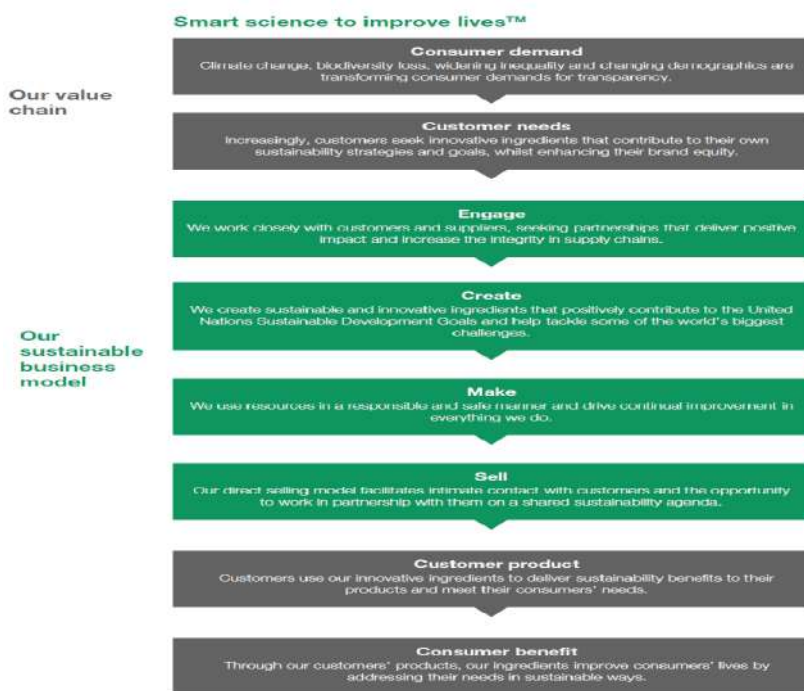 Smart science to improve lives™
Consumer demand
Climate change, biodiversity loss, widening inequality and changing demographics are
transforming consumer demands for transparency.
Our value
chain
Customer needs
Increasingly, customers seek innovative ingredients that contribute to their own
sustainability strategies and goals, whilst enhancing their brand equity.
Engage
We work closely with customers and suppliers, seeking partnerships that deliver positive
impact and increase the integrity in supply chains.
Create
We create sustainable and innovative ingredients that positively contribute to the United
Nations Sustainable Development Goals and help tackle some of the world's biggest
challenges.
Our
sustainable
business
model
Make
We use resources in a responsible and safe manner and drive continual improvement in
everything we do.
Sell
Our direct selling model facilitates intimate contact with customers and the opportunity
to work in partnership with them on a shared sustainability agenda.
Customer product
Customers use our innovative ingredients to deliver sustainability benefits to their
products and meet their consumers' needs.
Consumer benefit
Through our customers' products, our ingredients improve consumers' lives by
addressing their needs in sustainable ways.